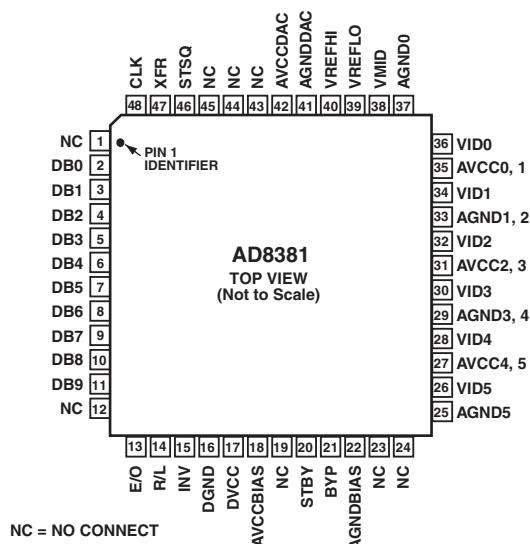 CLK XFR STSQ NC NC NC AVCCDAC AGNDDAC VREFHI VREFLO VMID AGND0
48 47 46 45 44 43 42 41 40 39 38 37
NC 1
DB0 2
DB1 3
DB2 4
DB3 5
DB4 6
DB5 7
DB6 8
DB7 9
DB8 10
DB9 11
NC 12
PIN 1
IDENTIFIER
AD8381
TOP VIEW
(Not to Scale)
36 VID0
35 AVCC0, 1
34 VID1
33 AGND1, 2
32 VID2
31 AVCC2, 3
30 VID3
29 AGND3, 4
28 VID4
27 AVCC4, 5
26 VID5
25 AGND5
13 14 15 16 17 18 19 20 21 22 23 24
E/O R/L INV DGND DVCC AVCCBIAS NC STBY BYP AGNDBIAS NC NC
NC = NO CONNECT